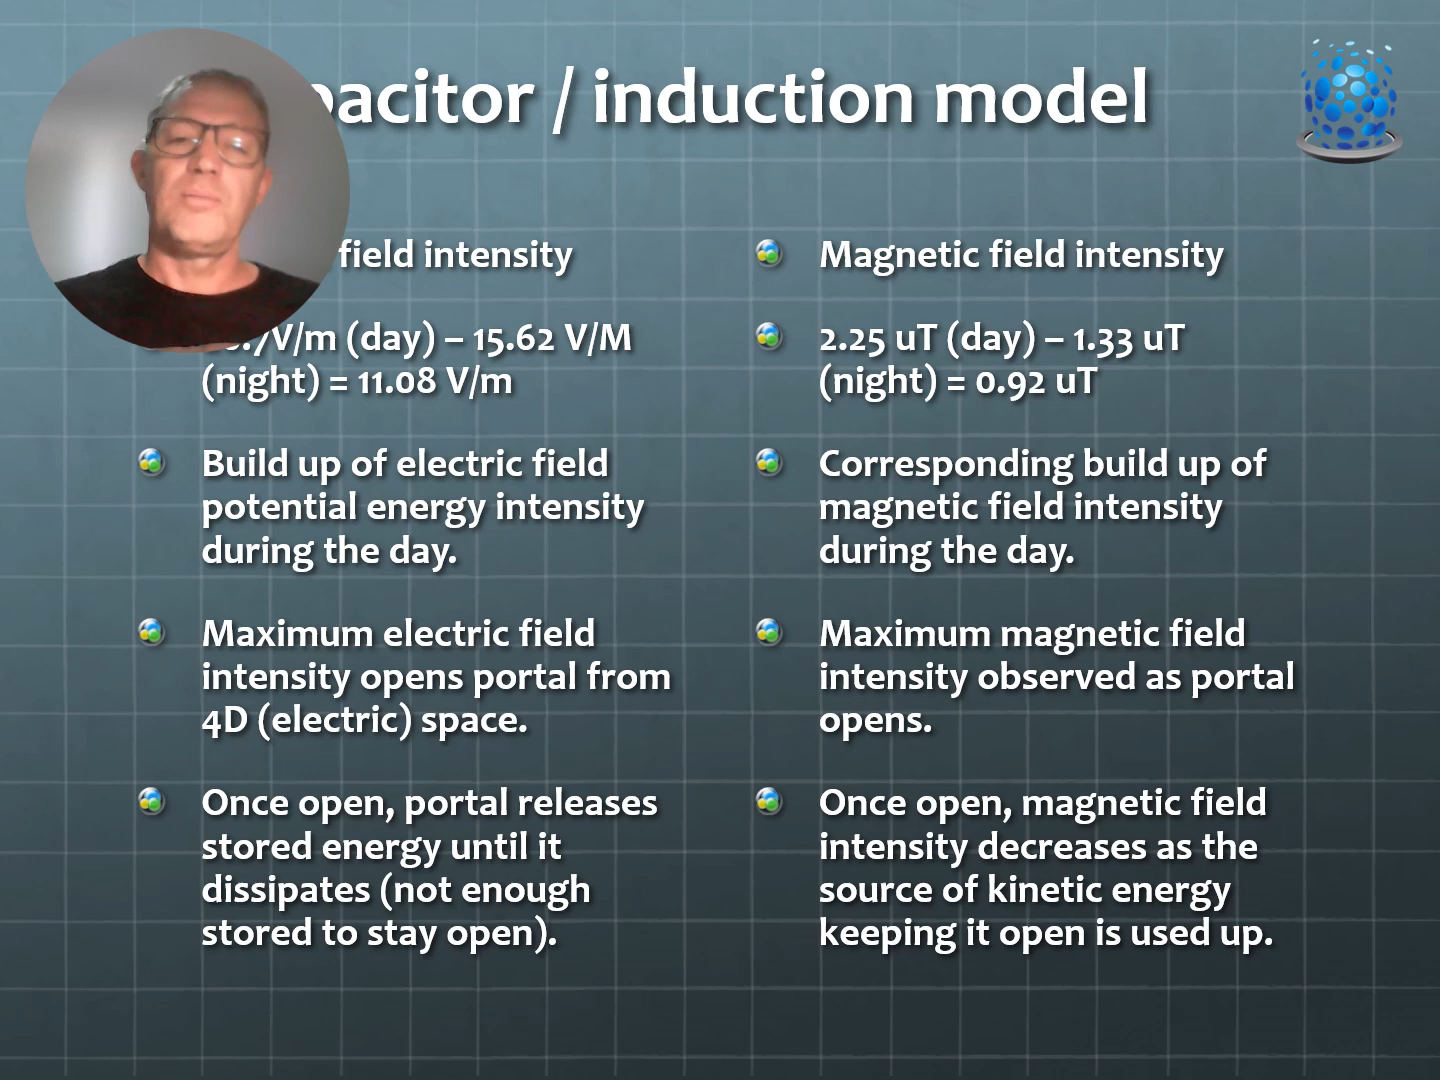 / induction model
field intensity
(day) – 15.62 V/M
(night) = 11.08 V/m
Build up of electric field
potential energy intensity
during the day.
Maximum electric field
intensity opens portal from
4D (electric) space.
Once open, portal releases
stored energy until it
dissipates (not enough
stored to stay open).
Magnetic field intensity
2.25 uT (day) – 1.33 uT
(night) = 0.92 uT
Corresponding build up of
magnetic field intensity
during the day.
Maximum magnetic field
intensity observed as portal
opens.
Once open, magnetic field
intensity decreases as the
source of kinetic energy
keeping it open is used up.